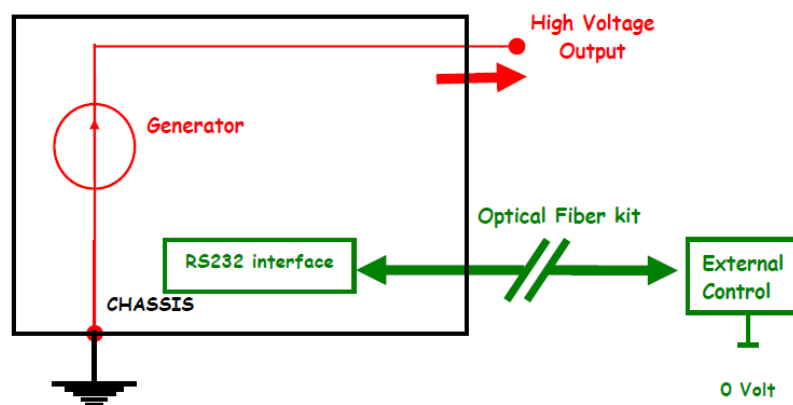 High Voltage
Output
Generator
Optical Fiber kit
RS232 interface
External
Control
CHASSIS
0 Volt